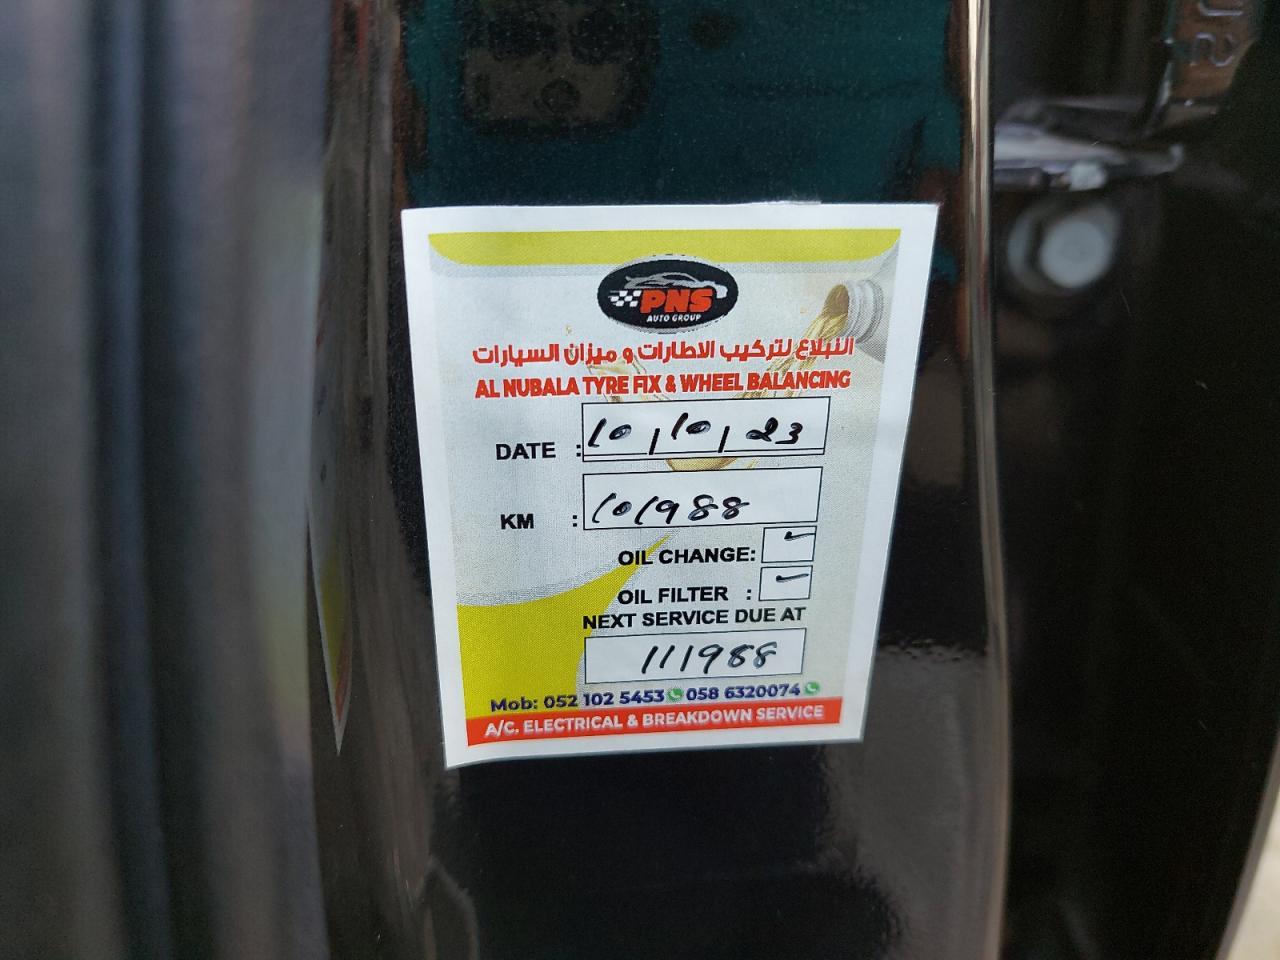 PNS
AUTO GROUP
النبلاع لتركيب الاطارات و ميزان السيارات
AL NUBALA TYRE FIX & WHEEL BALANCING
DATE : 10/10/23
KM : 101988
OIL CHANGE: ✓
OIL FILTER : ✓
NEXT SERVICE DUE AT
111988
Mob: 052 102 5453 058 6320074
A/C, ELECTRICAL & BREAKDOWN SERVICE